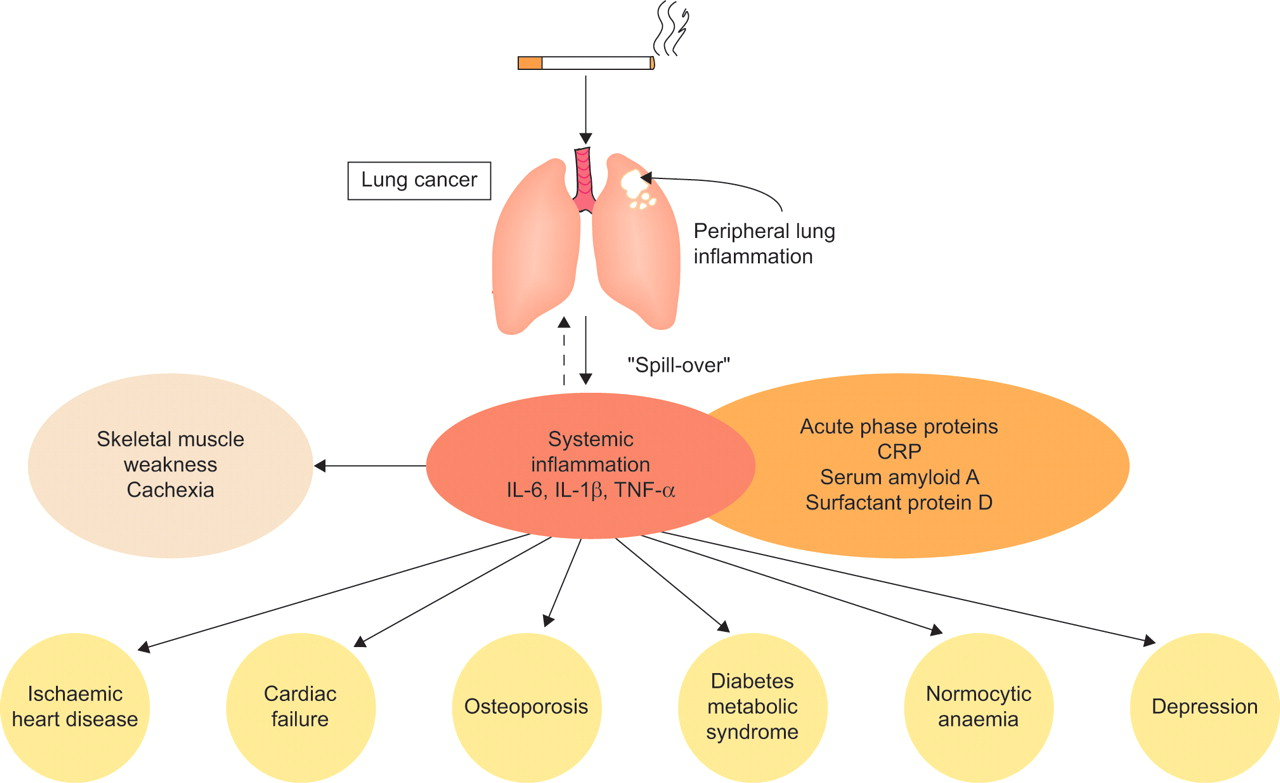 Lung cancer
Peripheral lung
inflammation
"Spill-over"
Skeletal muscle
weakness
Cachexia
Systemic
inflammation
IL-6, IL-1β, TNF-α
Acute phase proteins
CRP
Serum amyloid A
Surfactant protein D
Ischaemic
heart disease
Cardiac
failure
Osteoporosis
Diabetes
metabolic
syndrome
Normocytic
anaemia
Depression